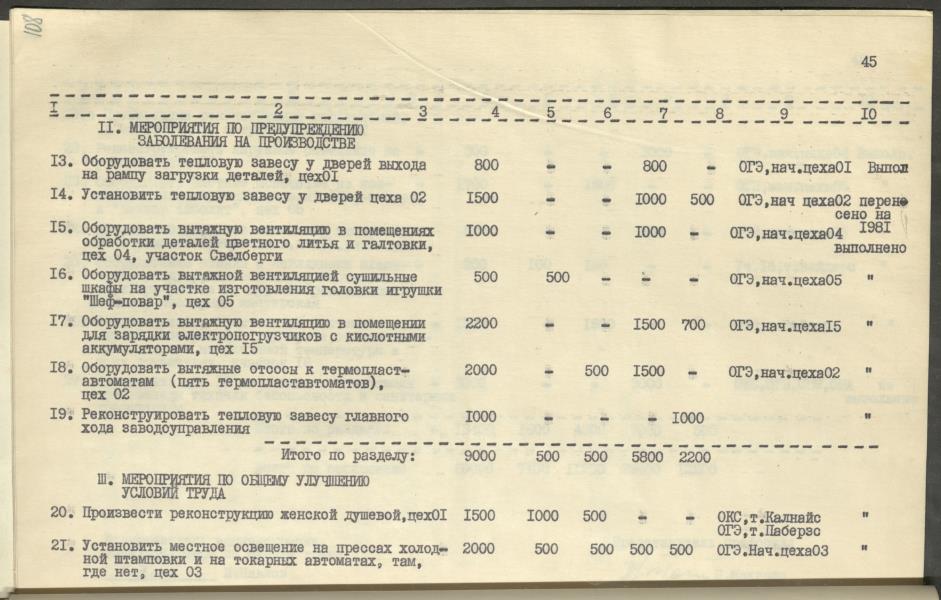 108
45
I 2 3 4 5 6 7 8 9 10
II. МЕРОПРИЯТИЯ ПО ПРЕДУПРЕЖДЕНИЮ
ЗАБОЛЕВАНИЯ НА ПРОИЗВОДСТВЕ
I3. Оборудовать тепловую завесу у дверей выхода 800 - - 800 - ОГЭ,нач.цеха0I Выпол
на рампу загрузки деталей, цех0I
I4. Установить тепловую завесу у дверей цеха 02 I500 - - I000 500 ОГЭ,нач цеха02 перене
сено на
I98I
I5. Оборудовать вытяжную вентиляцию в помещениях I000 - - I000 - ОГЭ,нач.цеха04
обработки деталей цветного литья и галтовки, выполнено
цех 04, участок Свелберги
I6. Оборудовать вытяжной вентиляцией сушильные 500 500 - - - ОГЭ,нач.цеха05 "
шкафы на участке изготовления головки игрушки
"Шеф-повар", цех 05
I7. Оборудовать вытяжную вентиляцию в помещении 2200 - - I500 700 ОГЭ,нач.цехаI5 "
для зарядки электропогрузчиков с кислотными
аккумуляторами, цех I5
I8. Оборудовать вытяжные отсосы к термопласт- 2000 - 500 I500 - ОГЭ,нач.цеха02 "
автоматам (пять термопластавтоматов),
цех 02
I9. Реконструировать тепловую завесу главного I000 - - - I000 "
хода заводоуправления
Итого по разделу: 9000 500 500 5800 2200
Ш. МЕРОПРИЯТИЯ ПО ОБЩЕМУ УЛУЧШЕНИЮ
УСЛОВИЙ ТРУДА
20. Произвести реконструкцию женской душевой,цех0I I500 I000 500 - - ОКС,т.Калнайс "
ОГЭ,т.Паберзс
2I. Установить местное освещение на прессах холод- 2000 500 500 500 500 ОГЭ.Нач.цеха03 "
ной штамповки и на токарных автоматах, там,
где нет, цех 03